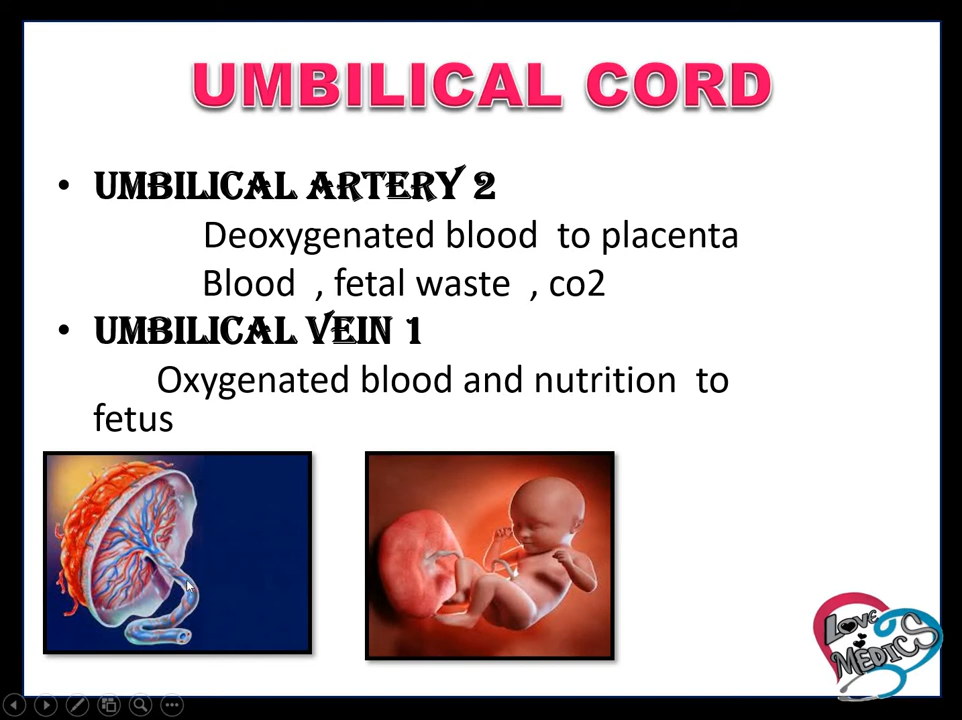 UMBILICAL CORD
• UMBILICAL ARTERY 2
Deoxygenated blood to placenta
Blood , fetal waste , co2
• UMBILICAL VEIN 1
Oxygenated blood and nutrition to
fetus
LOVE
MEDICS